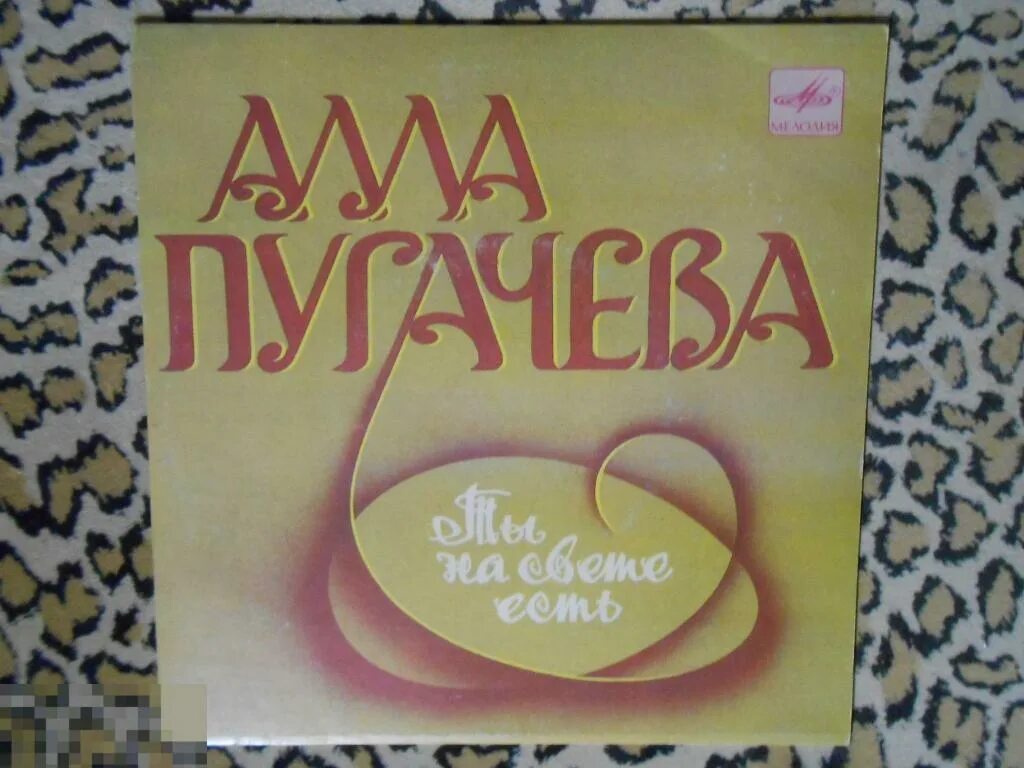 МЕЛОДИЯ
АЛЛА
ПУГАЧЕВА
Ты
на свете
есть